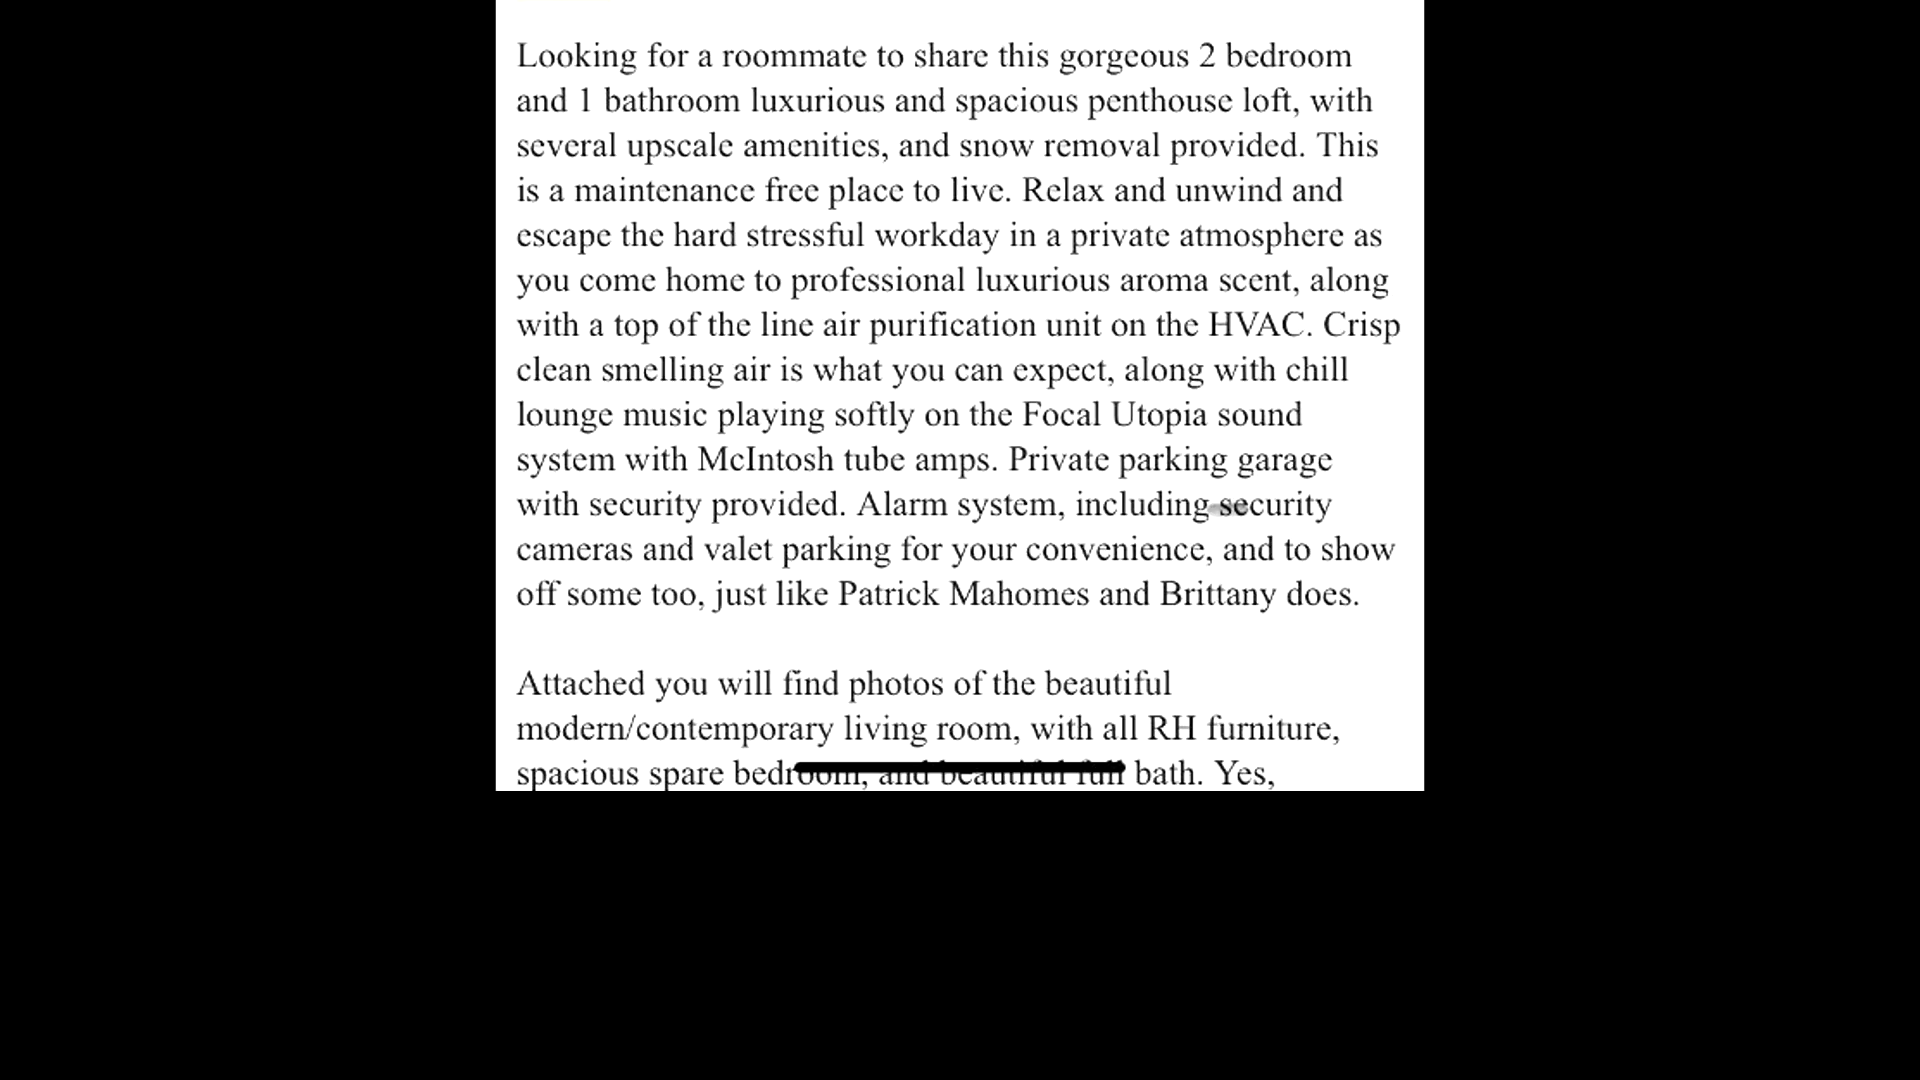 Looking for a roommate to share this gorgeous 2 bedroom
and 1 bathroom luxurious and spacious penthouse loft, with
several upscale amenities, and snow removal provided. This
is a maintenance free place to live. Relax and unwind and
escape the hard stressful workday in a private atmosphere as
you come home to professional luxurious aroma scent, along
with a top of the line air purification unit on the HVAC. Crisp
clean smelling air is what you can expect, along with chill
lounge music playing softly on the Focal Utopia sound
system with McIntosh tube amps. Private parking garage
with security provided. Alarm system, including security
cameras and valet parking for your convenience, and to show
off some too, just like Patrick Mahomes and Brittany does.
Attached you will find photos of the beautiful
modern/contemporary living room, with all RH furniture,
spacious spare bedroom, and beautiful full bath. Yes,